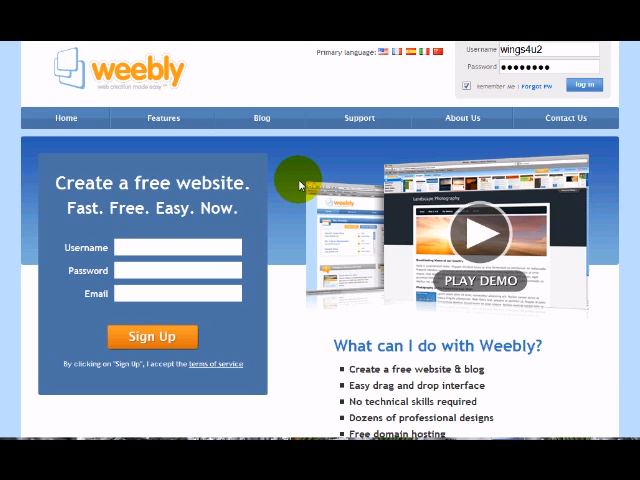 weebly
web creation made easy
Primary language:
Username
wings4u2
Password
Remember me | Forgot PW
log in
Home
Features
Blog
Support
About Us
Contact Us
Create a free website.
Fast. Free. Easy. Now.
Username
Password
Email
Sign Up
By clicking on "Sign Up", I accept the terms of service
weebly
Landscape Photography
PLAY DEMO
What can I do with Weebly?
Create a free website & blog
Easy drag and drop interface
No technical skills required
Dozens of professional designs
Free domain hosting